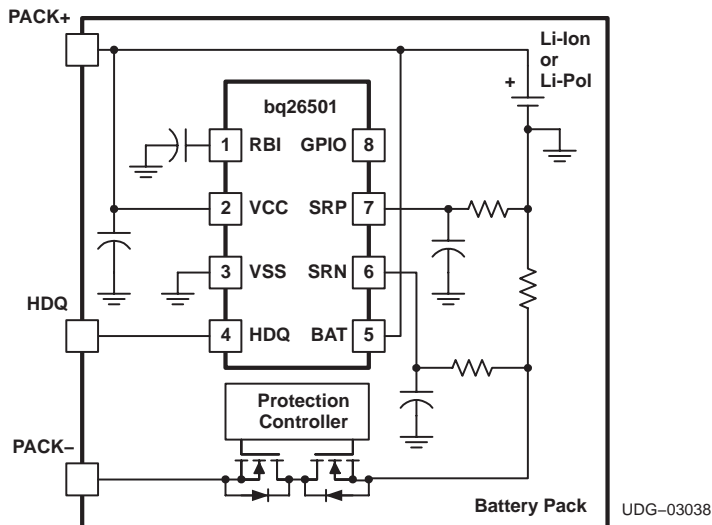 PACK+
Li-Ion
or
Li-Pol
+
bq26501
1 RBI GPIO 8
2 VCC SRP 7
3 VSS SRN 6
HDQ
4 HDQ BAT 5
Protection
Controller
PACK–
Battery Pack
UDG–03038